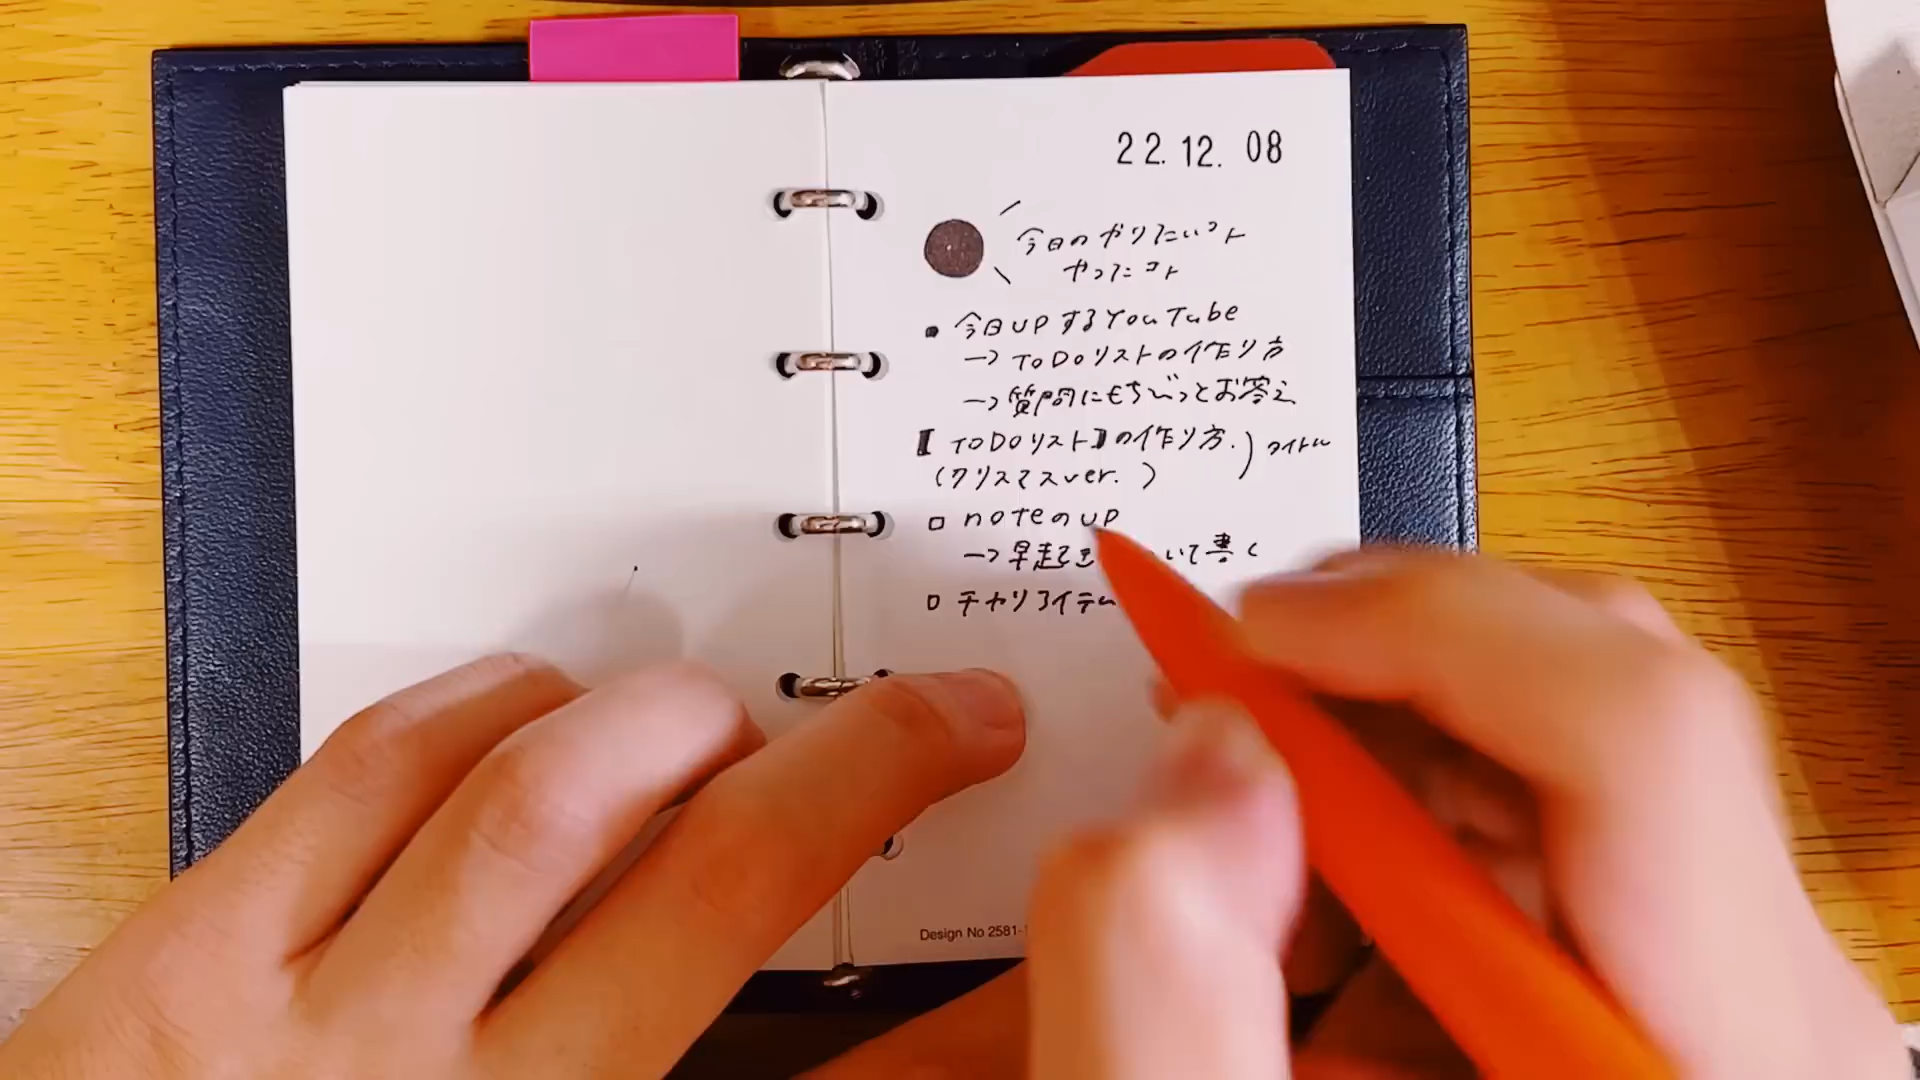 22.12.08
今日のやりたいコト
やったコト
今日UPするYouTube
→ToDoリストの作り方
→質問にもちょびっとお答え
【ToDoリスト】の作り方.
タイトル
(クリスマスver.)
□ noteのUP
→早起き いて書く
□ チャリアイテム
Design No 2581-